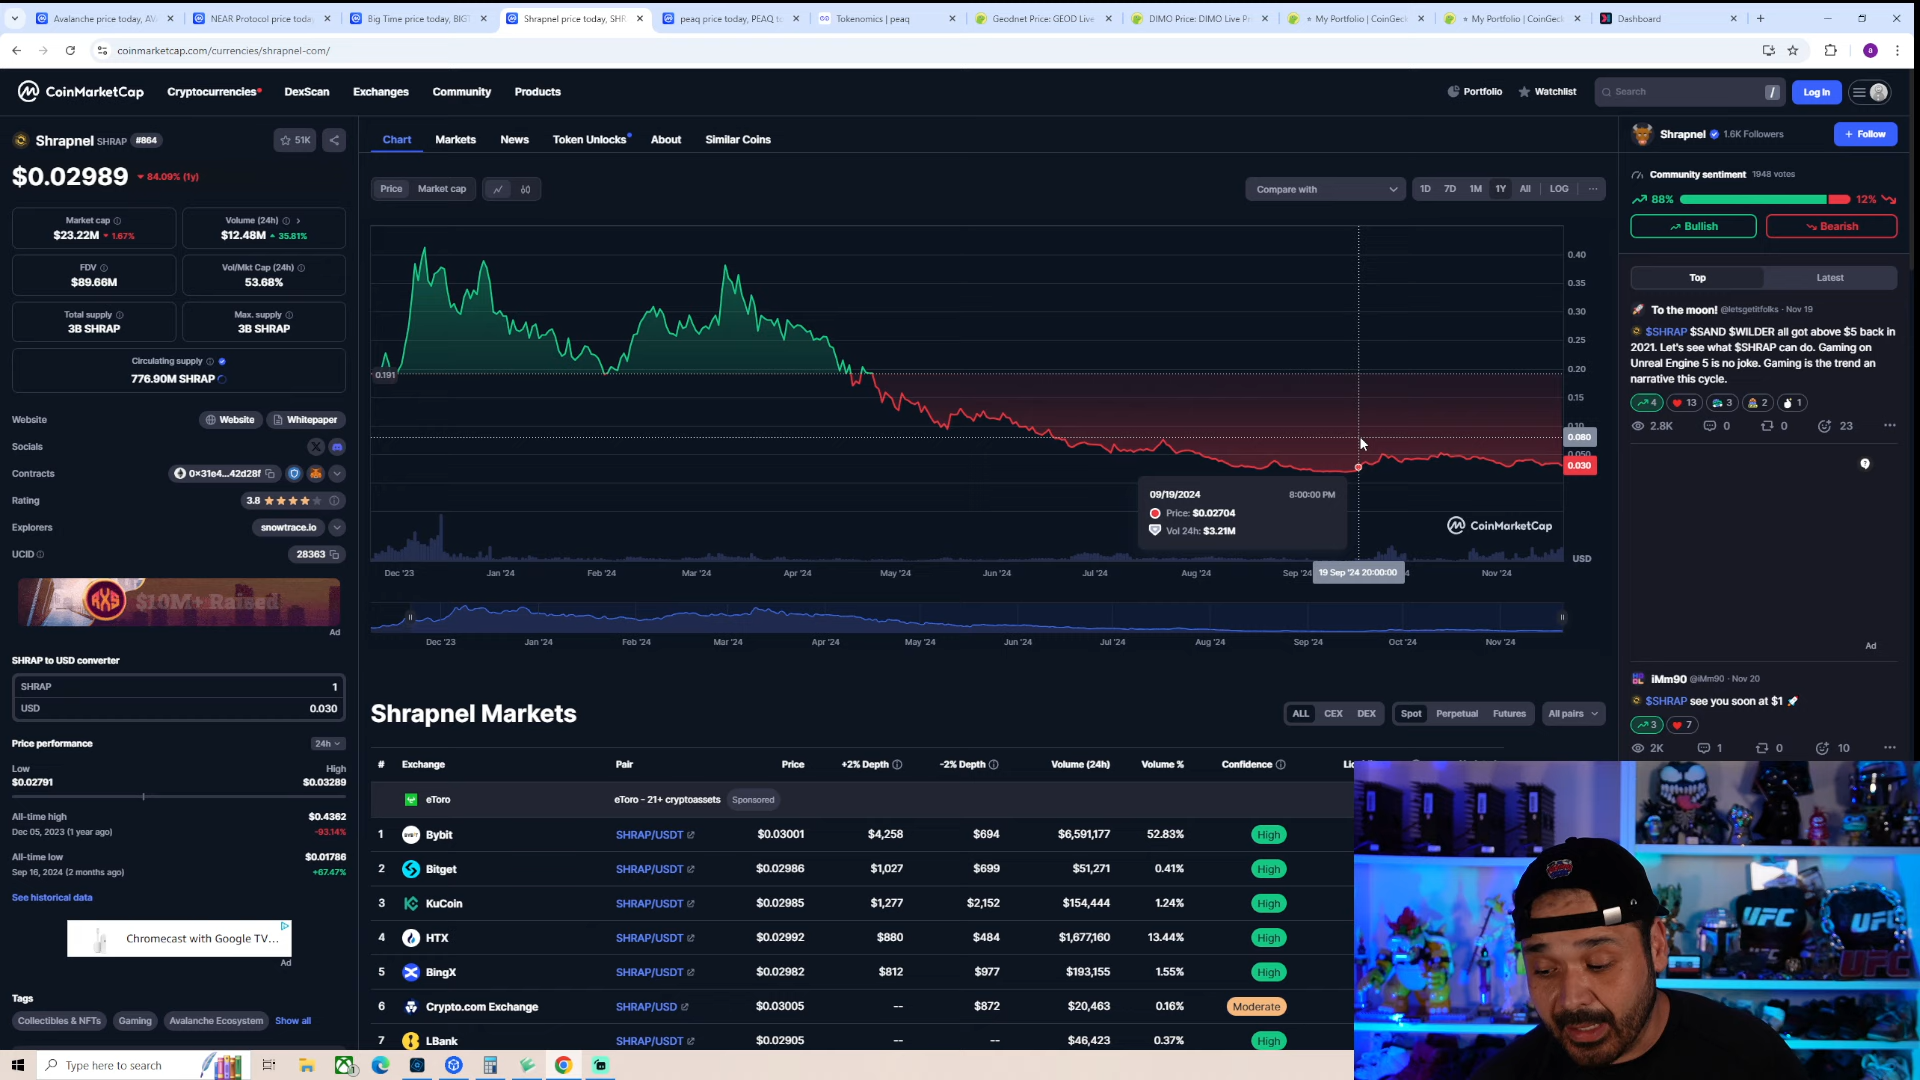 Avalanche price today, AV
NEAR Protocol price today
Big Time price today, BIGT
Shrapnel price today, SHR
peaq price today, PEAQ t
Tokenomics | peaq
Geodnet Price: GEOD Live
DIMO Price: DIMO Live Pr
My Portfolio | CoinGeck
My Portfolio | CoinGeck
Dashboard
coinmarketcap.com/currencies/shrapnel-com/
CoinMarketCap
Cryptocurrencies
DexScan
Exchanges
Community
Products
Portfolio
Watchlist
Search
/
Log In
Shrapnel SHRAP #864
51K
$0.02989
84.09% (1y)
Market cap
$23.22M 1.67%
Volume (24h)
$12.48M 35.81%
FDV
$89.66M
Vol/Mkt Cap (24h)
53.68%
Total supply
3B SHRAP
Max. supply
3B SHRAP
Circulating supply
776.90M SHRAP
Website
Website
Whitepaper
Socials
Contracts
0x31e4...42d28f
Rating
3.8
Explorers
snowtrace.io
UCID
28363
$10M+ Raised
Ad
SHRAP to USD converter
SHRAP
1
USD
0.030
Price performance
24h
Low
High
$0.02791
$0.03289
All-time high
$0.4362
Dec 05, 2023 (1 year ago)
-93.14%
All-time low
$0.01786
Sep 16, 2024 (2 months ago)
+67.47%
See historical data
Chromecast with Google TV...
Ad
Tags
Collectibles & NFTs
Gaming
Avalanche Ecosystem
Show all
Chart
Markets
News
Token Unlocks
About
Similar Coins
Price
Market cap
Compare with
1D
7D
1M
1Y
All
LOG
0.40
0.35
0.30
0.25
0.20
0.15
0.10
0.080
0.050
0.030
0.191
09/19/2024
8:00:00 PM
Price: $0.02704
Vol 24h: $3.21M
CoinMarketCap
USD
Dec '23
Jan '24
Feb '24
Mar '24
Apr '24
May '24
Jun '24
Jul '24
Aug '24
Sep '24
19 Sep '24 20:00:00
Nov '24
Dec '23
Jan '24
Feb '24
Mar '24
Apr '24
May '24
Jun '24
Jul '24
Aug '24
Sep '24
Oct '24
Nov '24
Shrapnel Markets
ALL
CEX
DEX
Spot
Perpetual
Futures
All pairs
#
Exchange
Pair
Price
+2% Depth
-2% Depth
Volume (24h)
Volume %
Confidence
eToro
eToro - 21+ cryptoassets
Sponsored
1 Bybit SHRAP/USDT $0.03001 $4,258 $694 $6,591,177 52.83% High
2 Bitget SHRAP/USDT $0.02986 $1,027 $699 $51,271 0.41% High
3 KuCoin SHRAP/USDT $0.02985 $1,277 $2,152 $154,444 1.24% High
4 HTX SHRAP/USDT $0.02992 $880 $484 $1,677,160 13.44% High
5 BingX SHRAP/USDT $0.02982 $812 $977 $193,155 1.55% High
6 Crypto.com Exchange SHRAP/USD $0.03005 -- $872 $20,463 0.16% Moderate
7 LBank SHRAP/USDT $0.02905 -- -- $46,423 0.37% High
Shrapnel
1.6K Followers
+ Follow
Community sentiment
1948 votes
88%
12%
Bullish
Bearish
Top
Latest
To the moon! @letsgetitfolks · Nov 19
$SHRAP $SAND $WILDER all got above $5 back in
2021. Let's see what $SHRAP can do. Gaming on
Unreal Engine 5 is no joke. Gaming is the trend an
narrative this cycle.
4
13
3
2
1
2.8K
0
0
23
Ad
iMm90 @iMm90 · Nov 20
$SHRAP see you soon at $1
3
7
2K
1
0
10
UFC
UFC
UFC
UFC
Type here to search